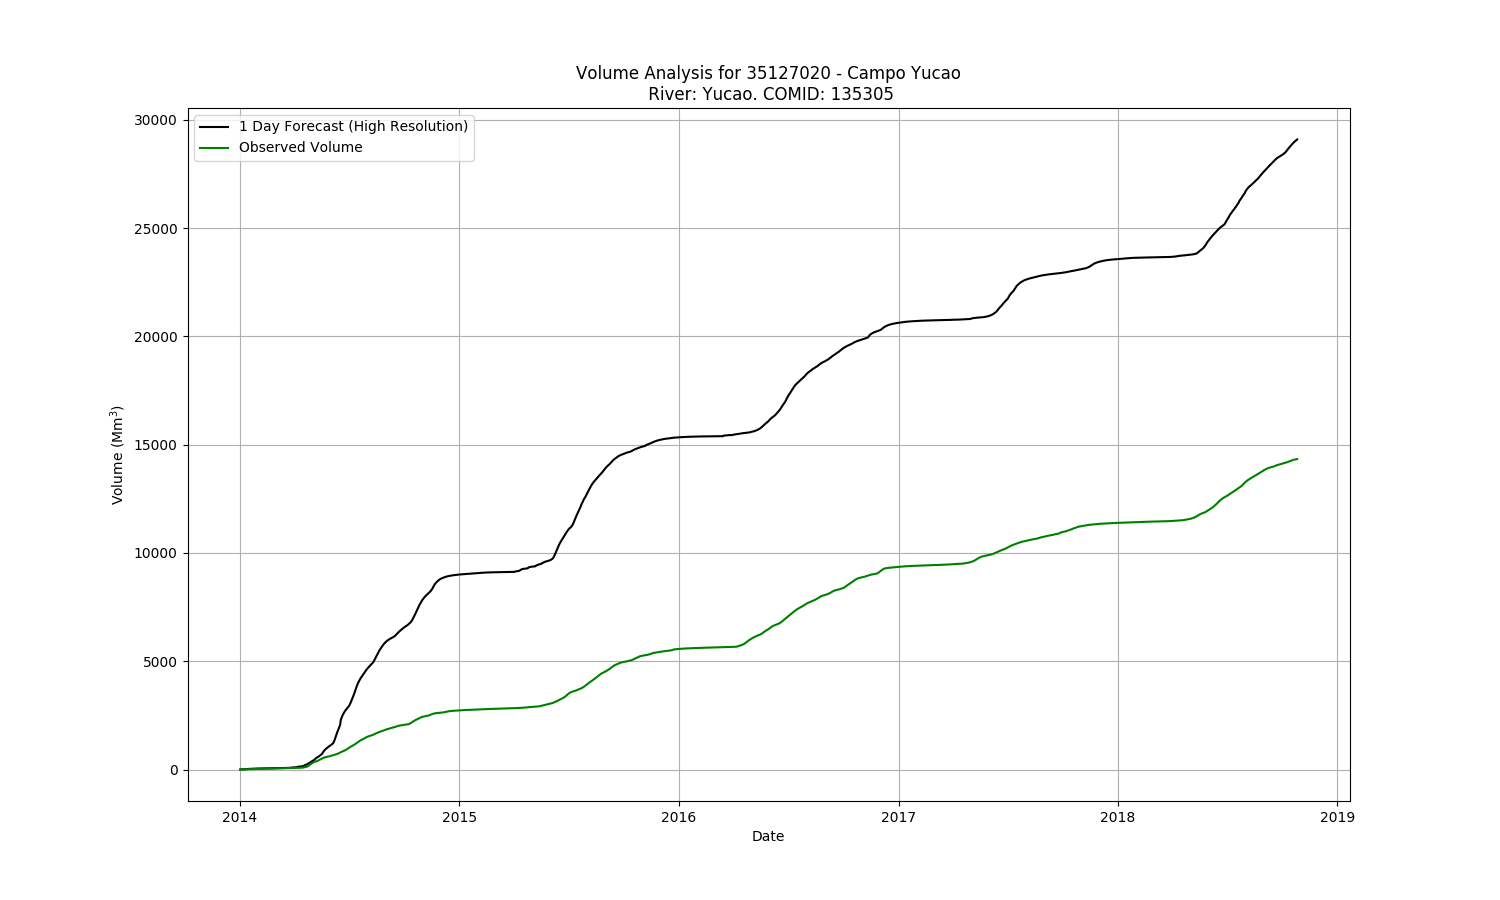 Volume Analysis for 35127020 - Campo Yucao
River: Yucao. COMID: 135305
1 Day Forecast (High Resolution)
Observed Volume
30000
25000
20000
15000
10000
5000
0
Volume (Mm³)
2014 2015 2016 2017 2018 2019
Date